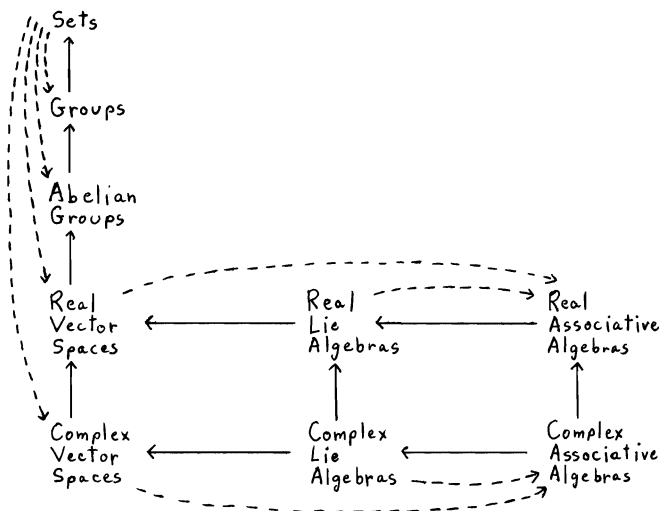 Sets
Groups
Abelian
Groups
Real
Vector
Spaces
Real
Lie
Algebras
Real
Associative
Algebras
Complex
Vector
Spaces
Complex
Lie
Algebras
Complex
Associative
Algebras